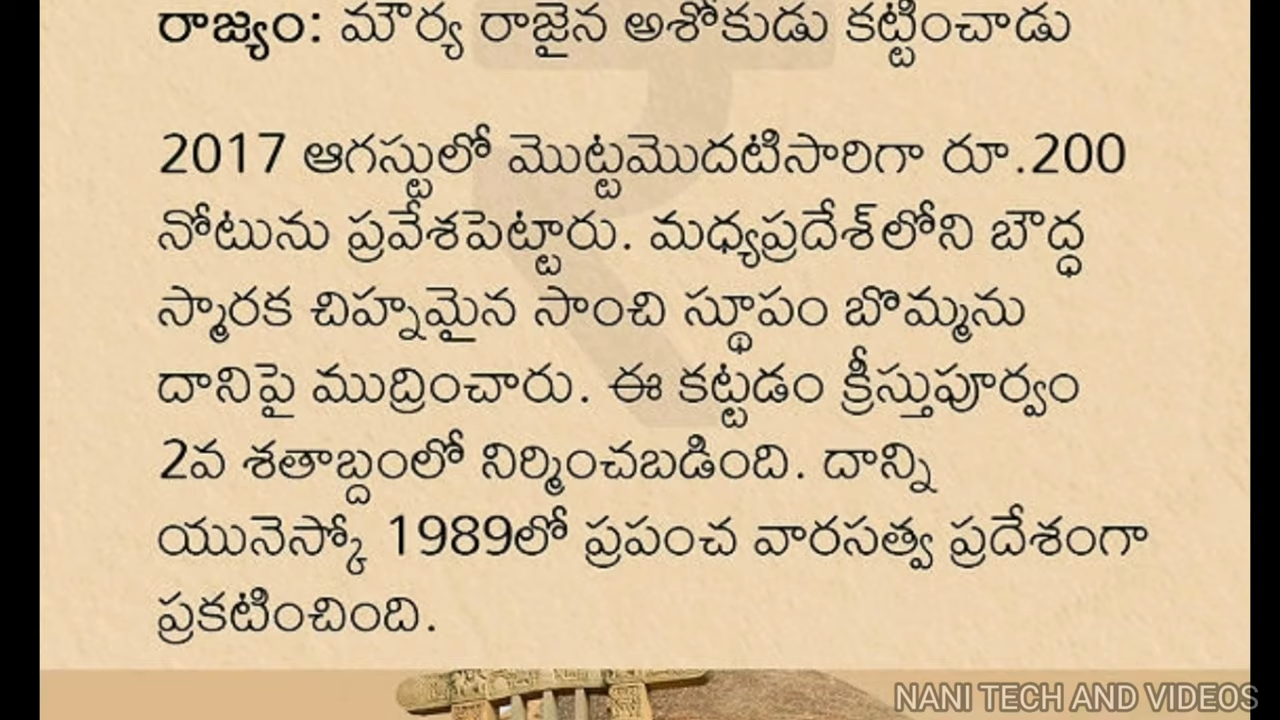 రాజ్యం: మౌర్య రాజైన అశోకుడు కట్టించాడు
2017 ఆగస్టులో మొట్టమొదటిసారిగా రూ.200
నోటును ప్రవేశపెట్టారు. మధ్యప్రదేశ్‌లోని బౌద్ధ
స్మారక చిహ్నమైన సాంచి స్థూపం బొమ్మను
దానిపై ముద్రించారు. ఈ కట్టడం క్రీస్తుపూర్వం
2వ శతాబ్దంలో నిర్మించబడింది. దాన్ని
యునెస్కో 1989లో ప్రపంచ వారసత్వ ప్రదేశంగా
ప్రకటించింది.
NANI TECH AND VIDEOS